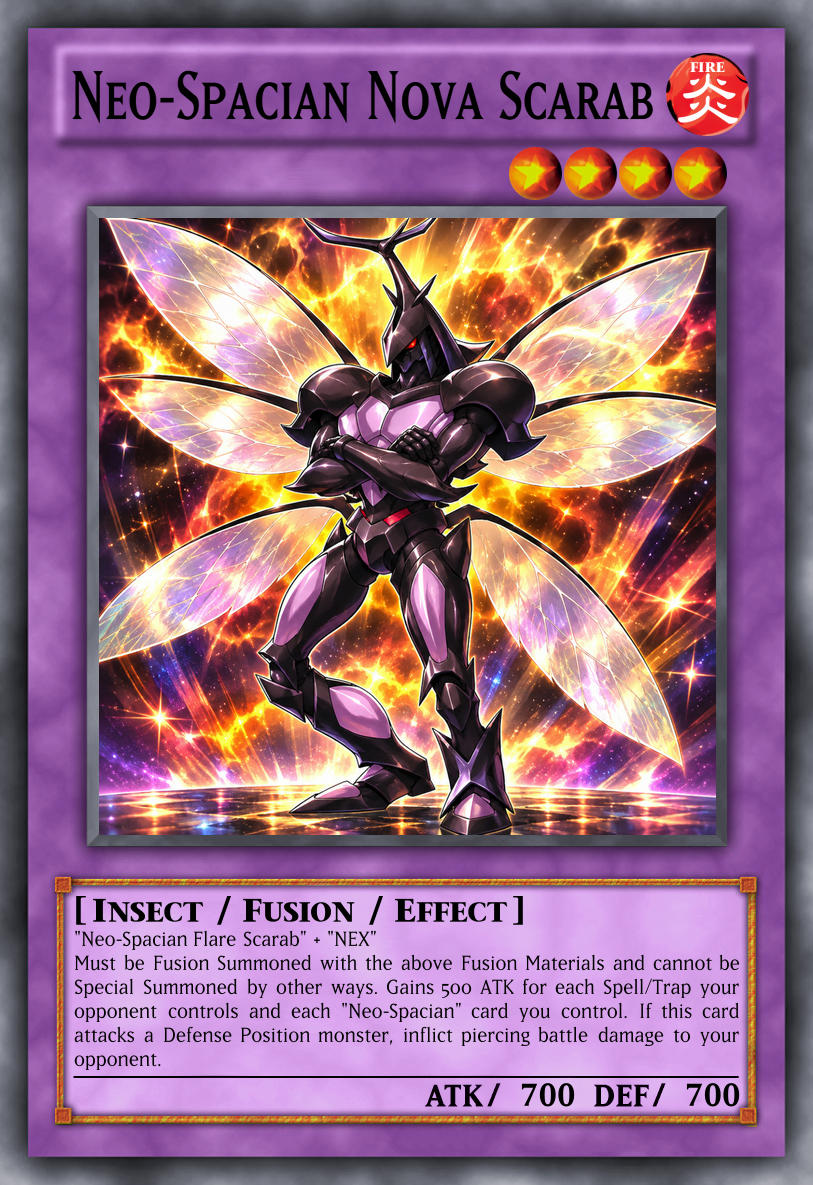 Neo-Spacian Nova Scarab
FIRE
炎
[ Insect / Fusion / Effect ]
"Neo-Spacian Flare Scarab" + "NEX"
Must be Fusion Summoned with the above Fusion Materials and cannot be
Special Summoned by other ways. Gains 500 ATK for each Spell/Trap your
opponent controls and each "Neo-Spacian" card you control. If this card
attacks a Defense Position monster, inflict piercing battle damage to your
opponent.
ATK/ 700 DEF/ 700